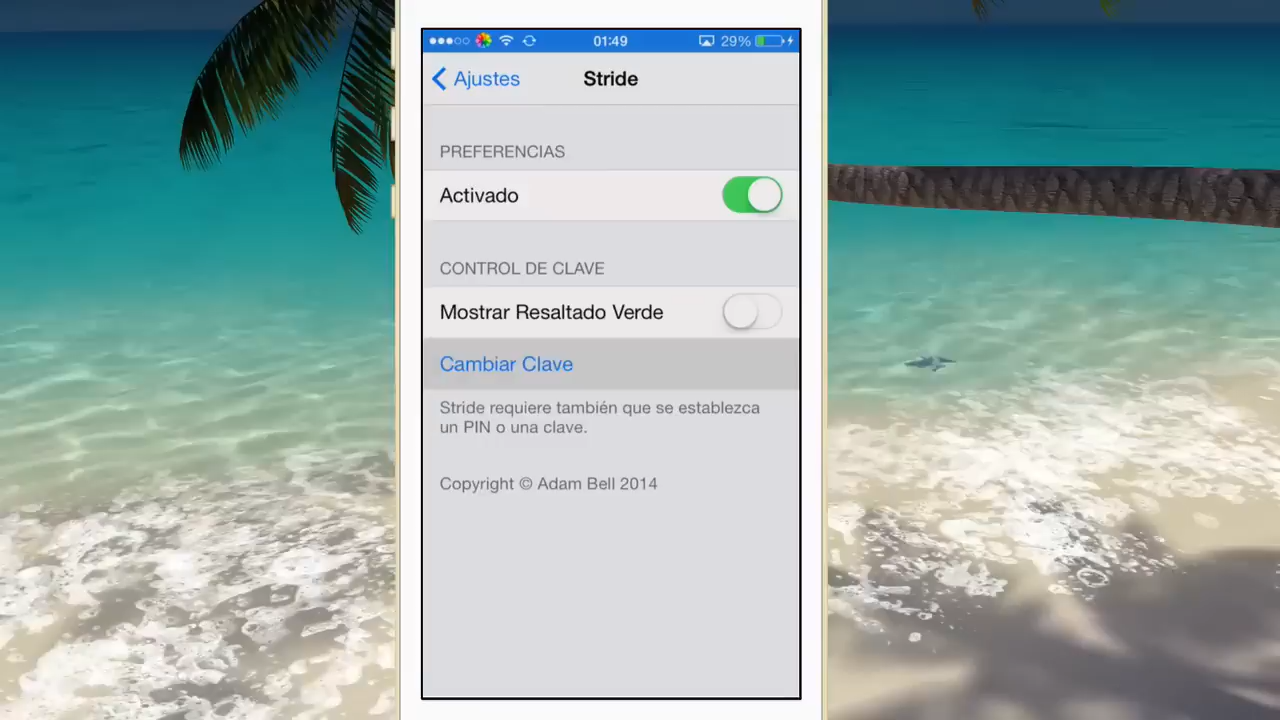 01:49
29%
Ajustes
Stride
PREFERENCIAS
Activado
CONTROL DE CLAVE
Mostrar Resaltado Verde
Cambiar Clave
Stride requiere también que se establezca
un PIN o una clave.
Copyright © Adam Bell 2014